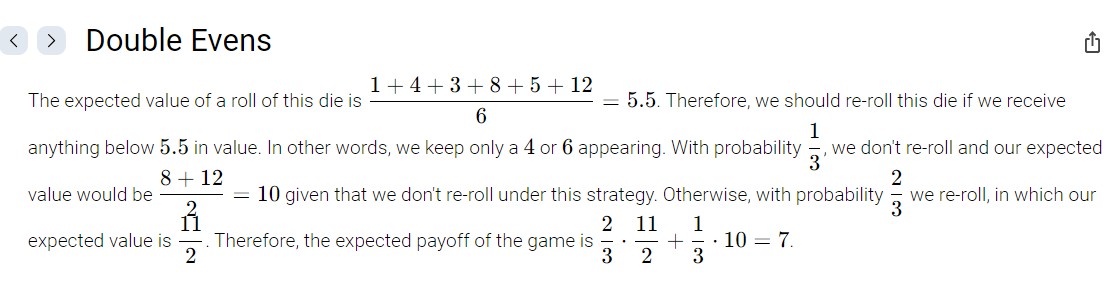 Double Evens
The expected value of a roll of this die is \frac{1+4+3+8+5+12}{6} = 5.5. Therefore, we should re-roll this die if we receive
anything below 5.5 in value. In other words, we keep only a 4 or 6 appearing. With probability \frac{1}{3}, we don't re-roll and our expected
value would be \frac{8+12}{2} = 10 given that we don't re-roll under this strategy. Otherwise, with probability \frac{2}{3} we re-roll, in which our
expected value is \frac{11}{2}. Therefore, the expected payoff of the game is \frac{2}{3} · \frac{11}{2} + \frac{1}{3} · 10 = 7.